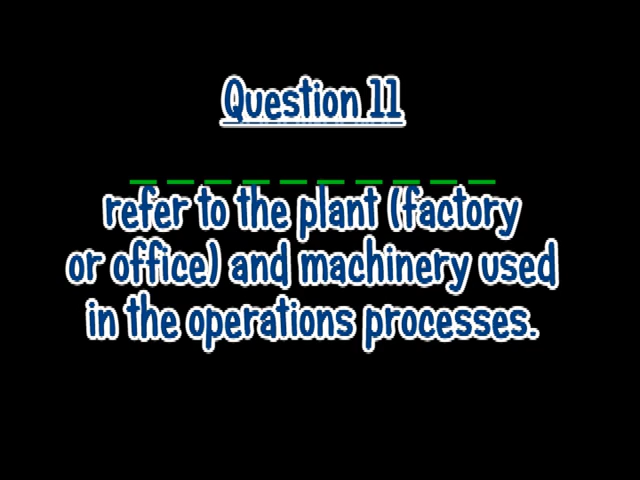 Question 11
_ _ _ _ _ _ _ _ _ _
refer to the plant (factory
or office) and machinery used
in the operations processes.